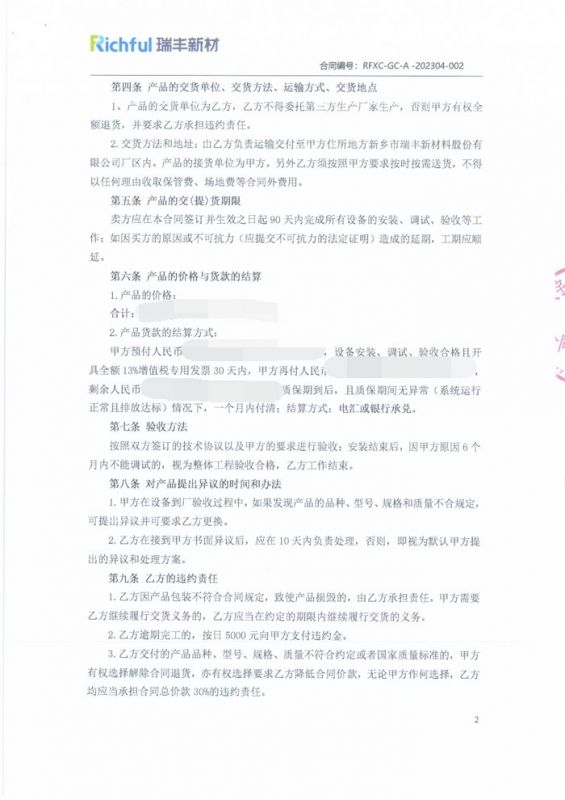 Richful 瑞丰新材
合同编号：RFXC-GC-A -202304-002
第四条 产品的交货单位、交货方法、运输方式、交货地点
1、产品的交货单位为乙方，乙方不得委托第三方生产厂家生产，否则甲方有权全
额退货，并要求乙方承担违约责任。
2.交货方法和地址：由乙方负责运输交付至甲方住所地方新乡市瑞丰新材料股份有
限公司厂区内。产品的接货单位为甲方。另外乙方须按照甲方要求按时按需送货，不得
以任何理由收取保管费、场地费等合同外费用。
第五条 产品的交(提)货期限
卖方应在本合同签订并生效之日起 90 天内完成所有设备的安装、调试、验收等工
作；如因买方的原因或不可抗力（应提交不可抗力的法定证明）造成的延期，工期应顺
延。
第六条 产品的价格与货款的结算
1.产品的价格：
合计：
2.产品货款的结算方式：
甲方预付人民币，设备安装、调试、验收合格且开
具全额 13%增值税专用发票 30 天内，甲方再付人民币，
剩余人民币质保期到后，且质保期间无异常（系统运行
正常且排放达标）情况下，一个月内付清；结算方式：电汇或银行承兑。
第七条 验收方法
按照双方签订的技术协议以及甲方的要求进行验收；安装结束后，因甲方原因 6 个
月内不能调试的，视为整体工程验收合格，乙方工作结束。
第八条 对产品提出异议的时间和办法
1.甲方在设备到厂验收过程中，如果发现产品的品种、型号、规格和质量不合规定，
可提出异议并可要求乙方更换。
2.乙方在接到甲方书面异议后，应在 10 天内负责处理，否则，即视为默认甲方提
出的异议和处理方案。
第九条 乙方的违约责任
1.乙方因产品包装不符合合同规定，致使产品损毁的，由乙方承担责任。甲方需要
乙方继续履行交货义务的，乙方应当在约定的期限内继续履行交货的义务。
2.乙方逾期完工的，按日 5000 元向甲方支付违约金。
3.乙方交付的产品品种、型号、规格、质量不符合约定或者国家质量标准的，甲方
有权选择解除合同退货，亦有权选择要求乙方降低合同价款，无论甲方作何选择，乙方
均应当承担合同总价款 30%的违约责任。
2